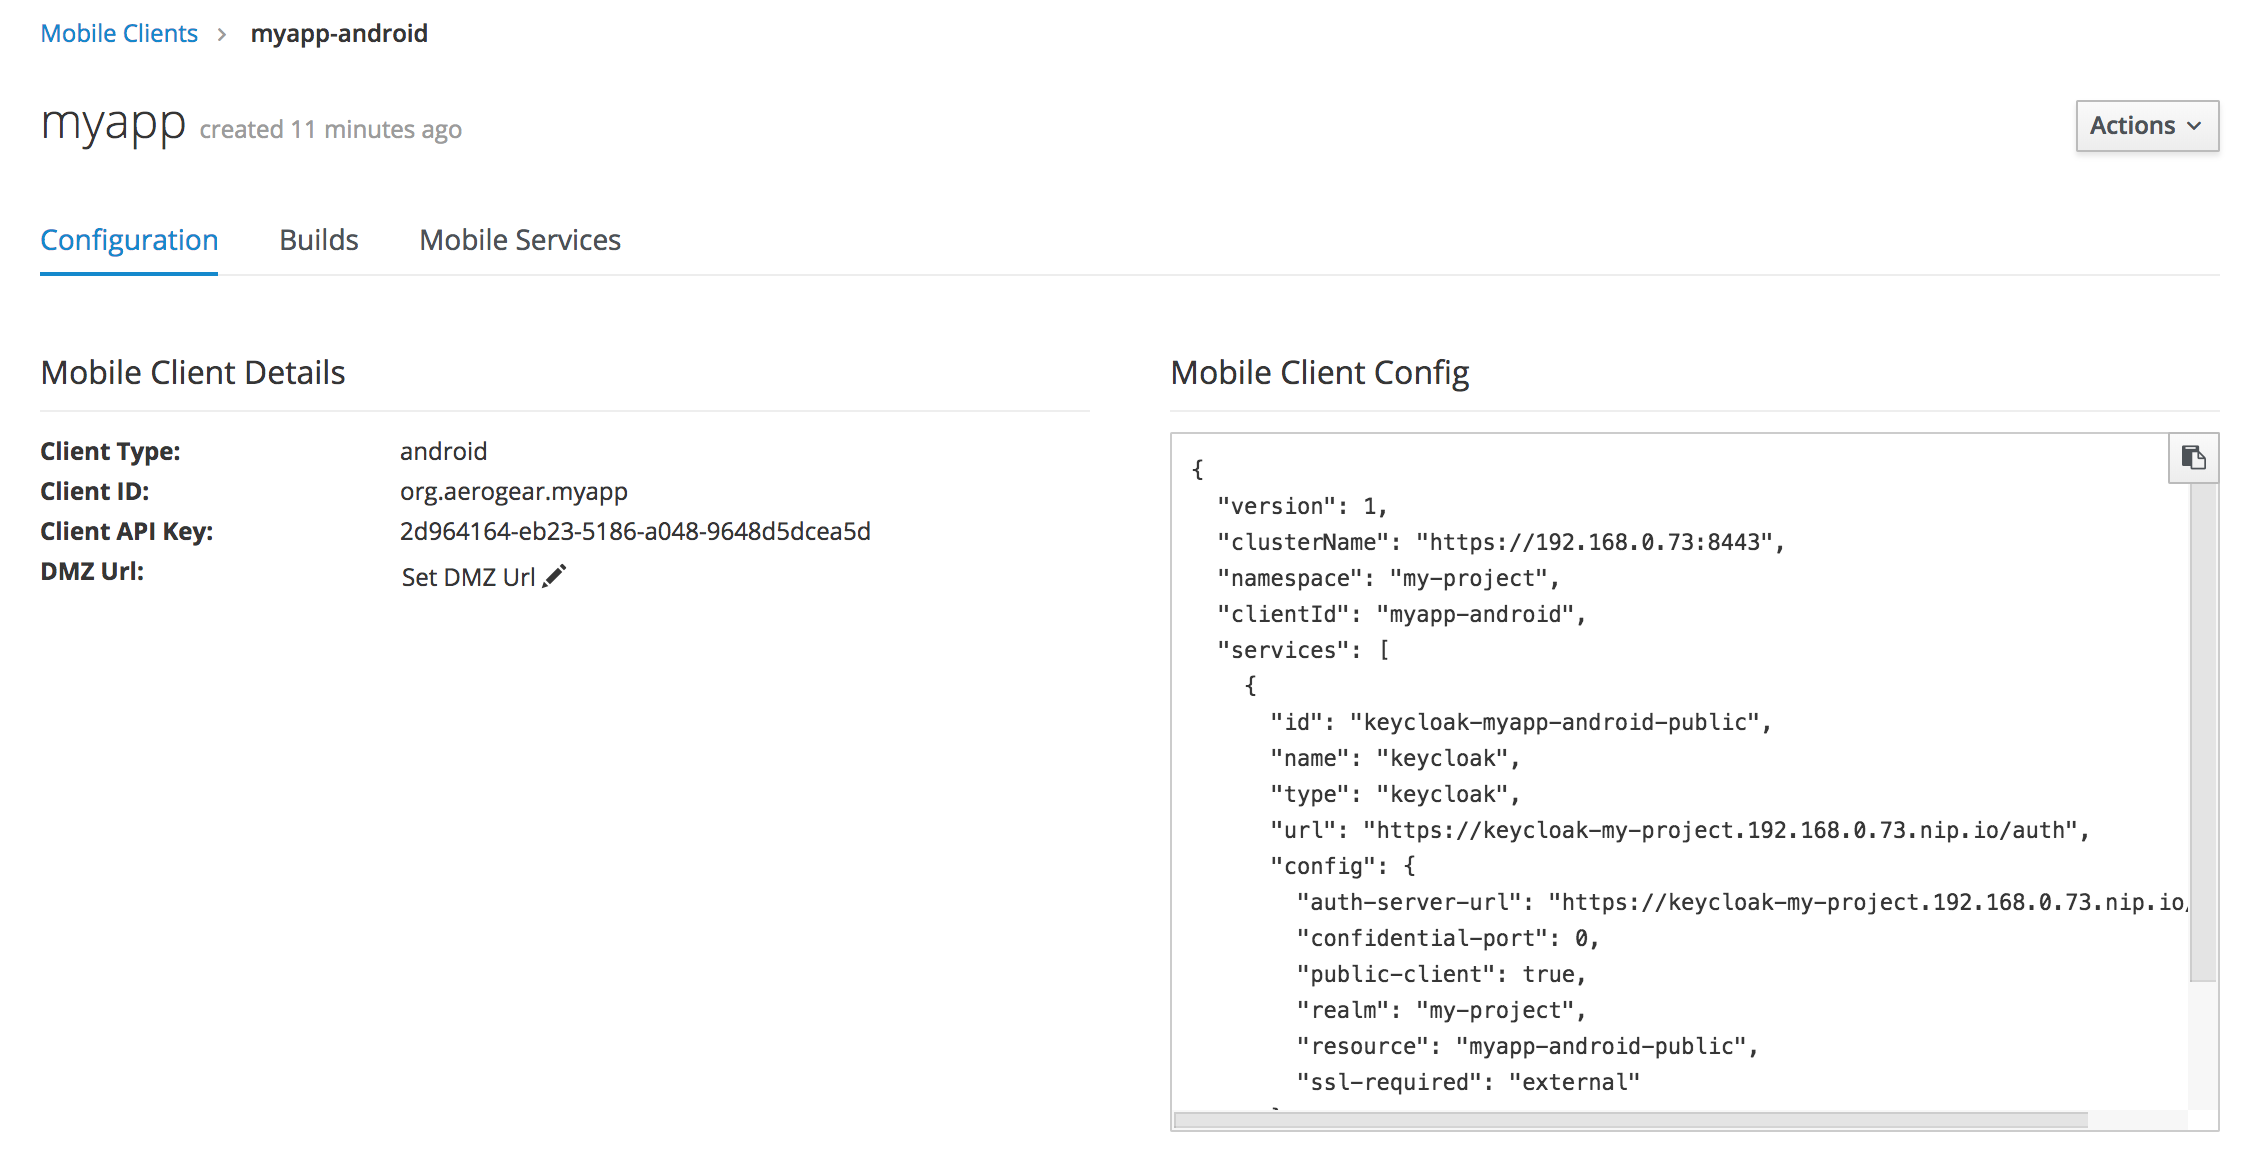 Mobile Clients > myapp-android
myapp created 11 minutes ago
Actions
Configuration Builds Mobile Services
Mobile Client Details
Client Type: android
Client ID: org.aerogear.myapp
Client API Key: 2d964164-eb23-5186-a048-9648d5dcea5d
DMZ Url: Set DMZ Url
Mobile Client Config
{
"version": 1,
"clusterName": "https://192.168.0.73:8443",
"namespace": "my-project",
"clientId": "myapp-android",
"services": [
{
"id": "keycloak-myapp-android-public",
"name": "keycloak",
"type": "keycloak",
"url": "https://keycloak-my-project.192.168.0.73.nip.io/auth",
"config": {
"auth-server-url": "https://keycloak-my-project.192.168.0.73.nip.io/
"confidential-port": 0,
"public-client": true,
"realm": "my-project",
"resource": "myapp-android-public",
"ssl-required": "external"